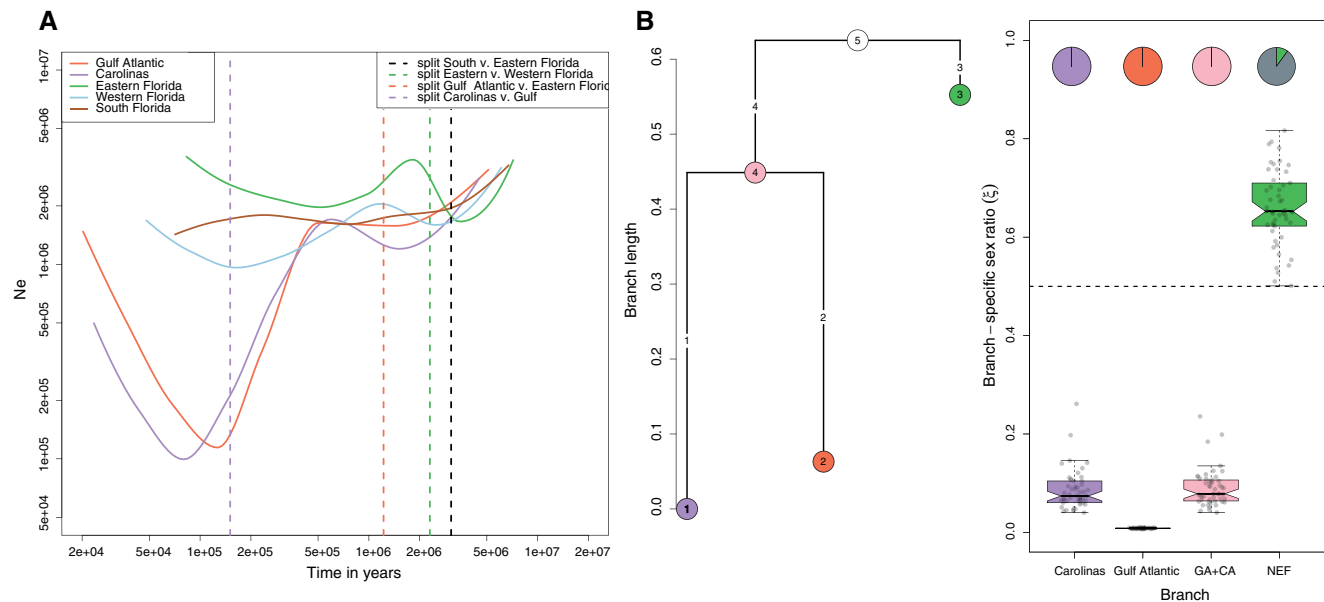 A
Gulf Atlantic
Carolinas
Eastern Florida
Western Florida
South Florida
split South v. Eastern Florida
split Eastern v. Western Florida
split Gulf Atlantic v. Eastern Florid
split Carolinas v. Gulf
Ne
1e+07
5e+06
2e+06
1e+06
5e+05
2e+05
1e+05
5e+04
2e+04 5e+04 1e+05 2e+05 5e+05 1e+06 2e+06 5e+06 1e+07 2e+07
Time in years
B
Branch length
0.6
0.5
0.4
0.3
0.2
0.1
0.0
5
3
3
4
4
2
1
2
1
Branch − specific sex ratio (ξ)
1.0
0.8
0.6
0.4
0.2
0.0
Carolinas Gulf Atlantic GA+CA NEF
Branch